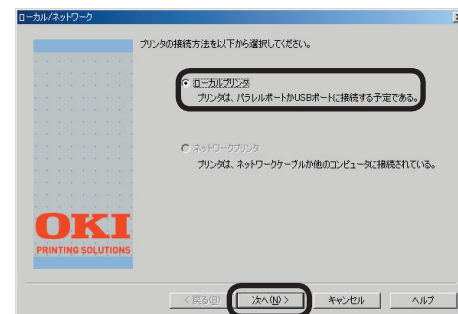 ローカル/ネットワーク
プリンタの接続方法を以下から選択してください。
ローカルプリンタ
プリンタは、パラレルポートかUSBポートに接続する予定である。
ネットワークプリンタ
プリンタは、ネットワークケーブルか他のコンピュータに接続されている。
OKI
PRINTING SOLUTIONS
< 戻る(B) 次へ(N) > キャンセル ヘルプ